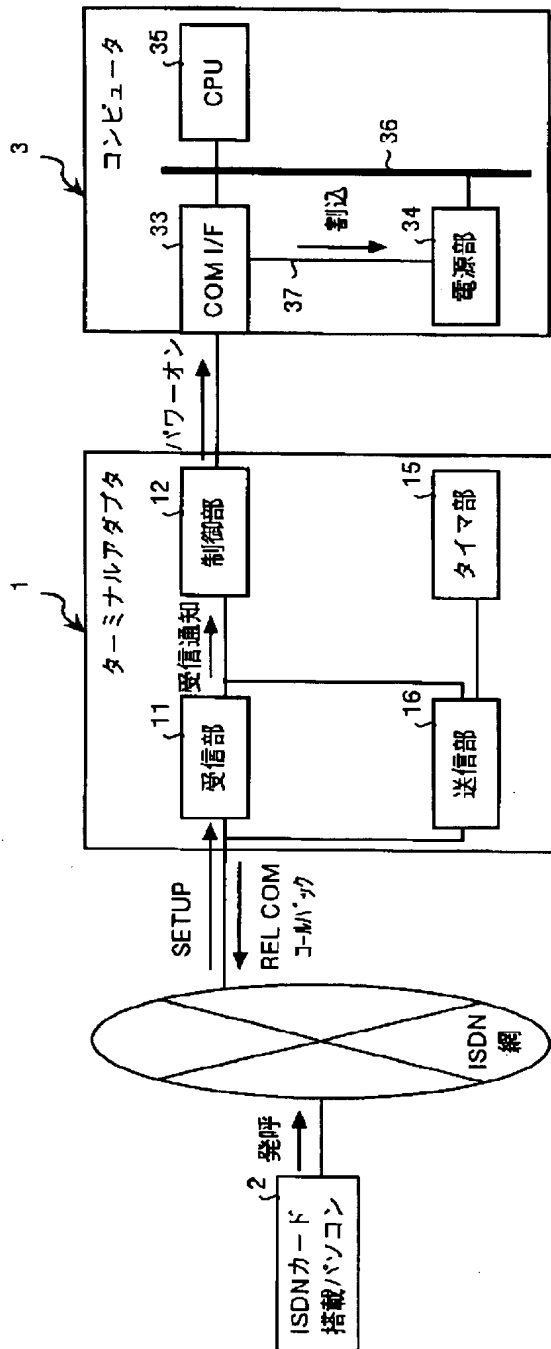 ISDNカード
搭載パソコン
2
発呼
ISDN
網
SETUP
REL COM
コールバック
1
ターミナルアダプタ
11
受信部
受信通知
12
制御部
16
送信部
15
タイマ部
パワーオン
3
コンピュータ
33
COM I/F
35
CPU
36
37
割込
34
電源部